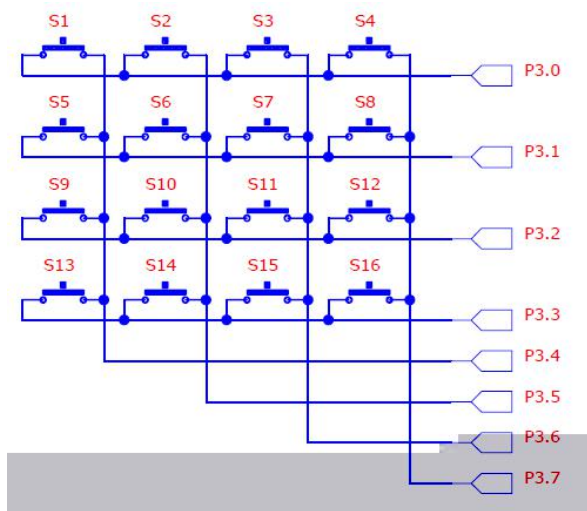 S1 S2 S3 S4
P3.0
S5 S6 S7 S8
P3.1
S9 S10 S11 S12
P3.2
S13 S14 S15 S16
P3.3
P3.4
P3.5
P3.6
P3.7